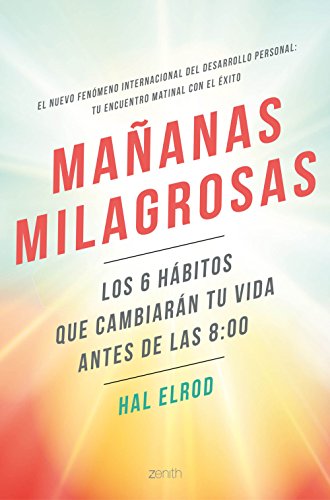 EL NUEVO FENÓMENO INTERNACIONAL DEL DESARROLLO PERSONAL:
TU ENCUENTRO MATINAL CON EL ÉXITO
MAÑANAS
MILAGROSAS
LOS 6 HÁBITOS
QUE CAMBIARÁN TU VIDA
ANTES DE LAS 8:00
HAL ELROD
zenith